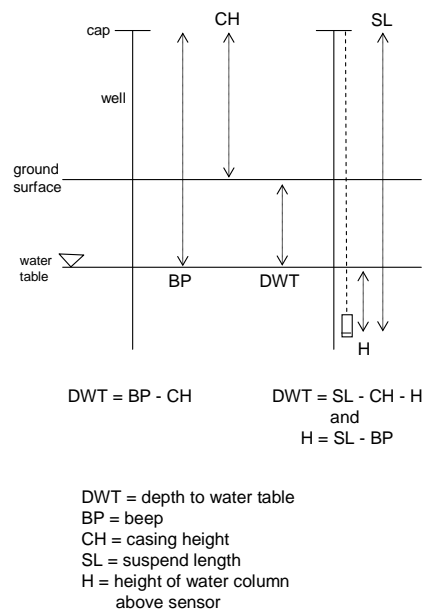 CH
SL
cap
well
ground
surface
water
table
BP
DWT
H
DWT = BP - CH
DWT = SL - CH - H
and
H = SL - BP
DWT = depth to water table
BP = beep
CH = casing height
SL = suspend length
H = height of water column
above sensor